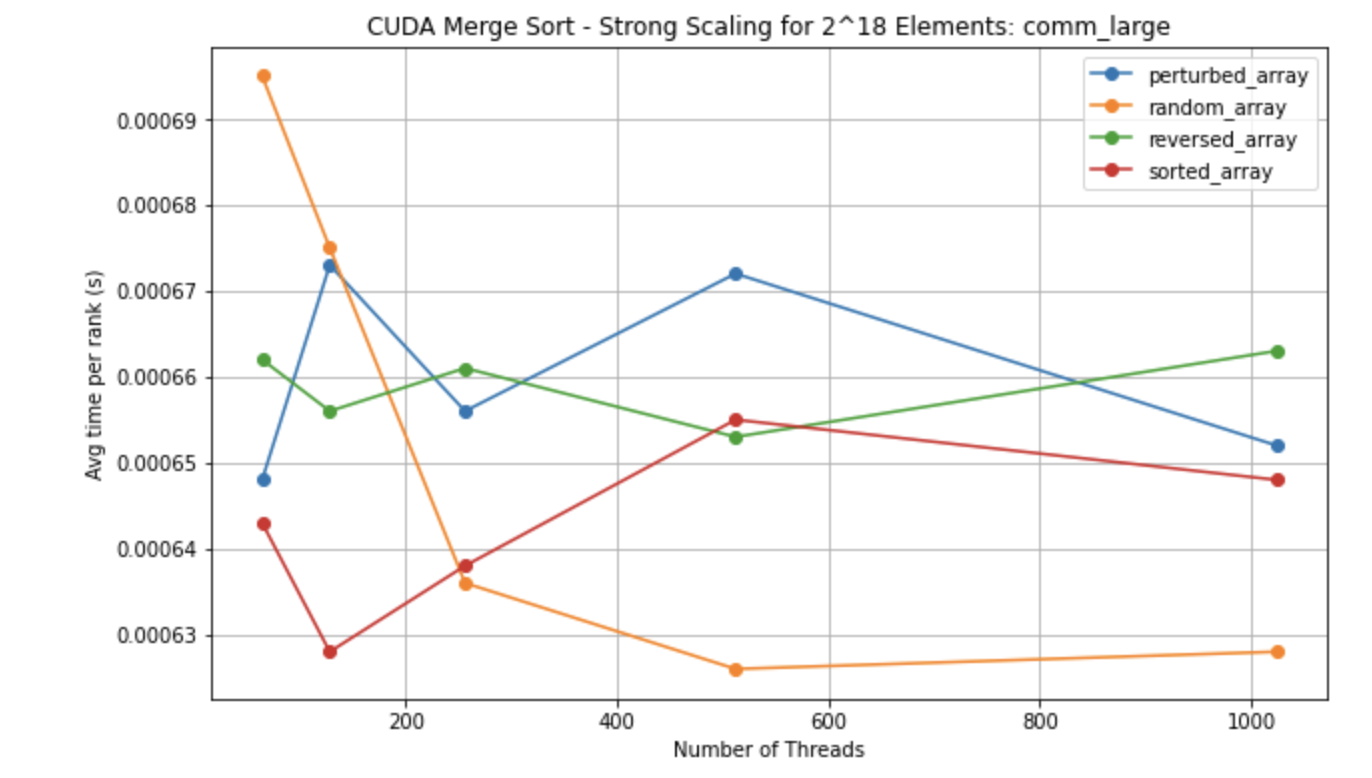 CUDA Merge Sort - Strong Scaling for 2^18 Elements: comm_large
perturbed_array
random_array
reversed_array
sorted_array
Avg time per rank (s)
0.00069
0.00068
0.00067
0.00066
0.00065
0.00064
0.00063
200
400
600
800
1000
Number of Threads